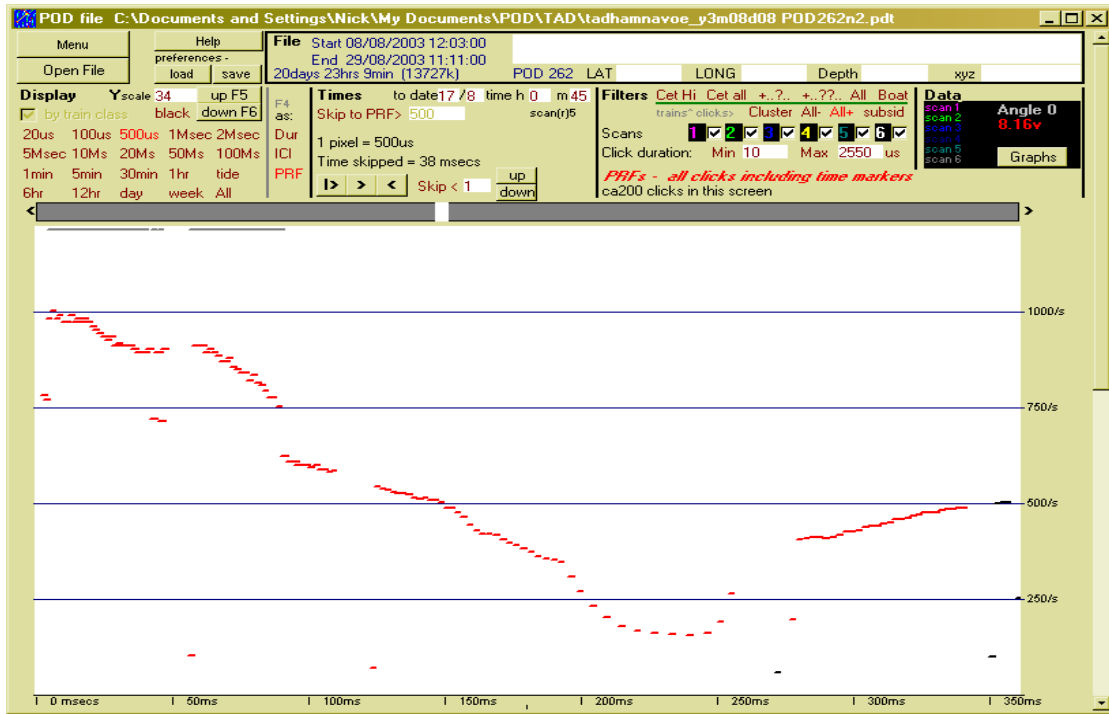 POD file C:\Documents and Settings\Nick\My Documents\POD\TAD\tadhamnavoe_y3m08d08 POD262n2.pdt
Menu
Help
Open File
preferences -
load save
File Start 08/08/2003 12:03:00
End 29/08/2003 11:11:00
20days 23hrs 9min (13727k) POD 262 LAT LONG Depth xyz
Display Yscale 34 up F5
by train class black down F6
20us 100us 500us 1Msec 2Msec
5Msec 10Ms 20Ms 50Ms 100Ms
1min 5min 30min 1hr tide
6hr 12hr day week All
F4
as:
Dur
ICI
PRF
Times to date 17 /8 time h 0 m 45
Skip to PRF> 500 scan(r)5
1 pixel = 500us
Time skipped = 38 msecs
|> > < Skip < 1 up
down
Filters Cet Hi Cet all +..?.. +..??.. All Boat
trains^ clicks> Cluster All- All+ subsid
Scans 1 2 3 4 5 6
Click duration: Min 10 Max 2550 us
PRFs - all clicks including time markers
ca200 clicks in this screen
Data
scan 1
scan 2
scan 3
scan 4
scan 5
scan 6
Angle 0
8.16v
Graphs
< >
1000/s
750/s
500/s
250/s
0 msecs 50ms 100ms 150ms 200ms 250ms 300ms 350ms